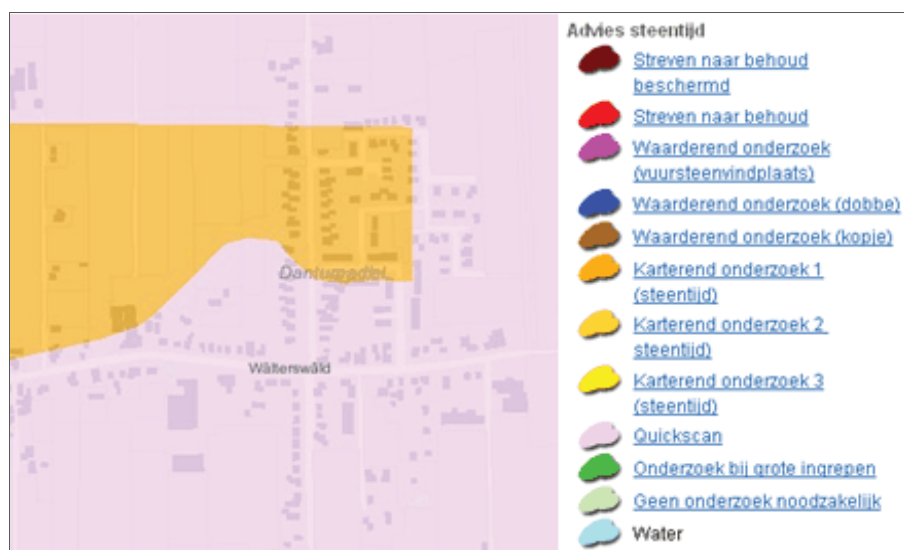 Advies steentijd
Streven naar behoud
beschermd
Streven naar behoud
Waarderend onderzoek
(vuursteenvindplaats)
Waarderend onderzoek (dobbe)
Waarderend onderzoek (kopje)
Karterend onderzoek 1
(steentijd)
Karterend onderzoek 2
steentijd)
Karterend onderzoek 3
(steentijd)
Quickscan
Onderzoek bij grote ingrepen
Geen onderzoek noodzakelijk
Water
Dantumadiel
Wâlterswâld